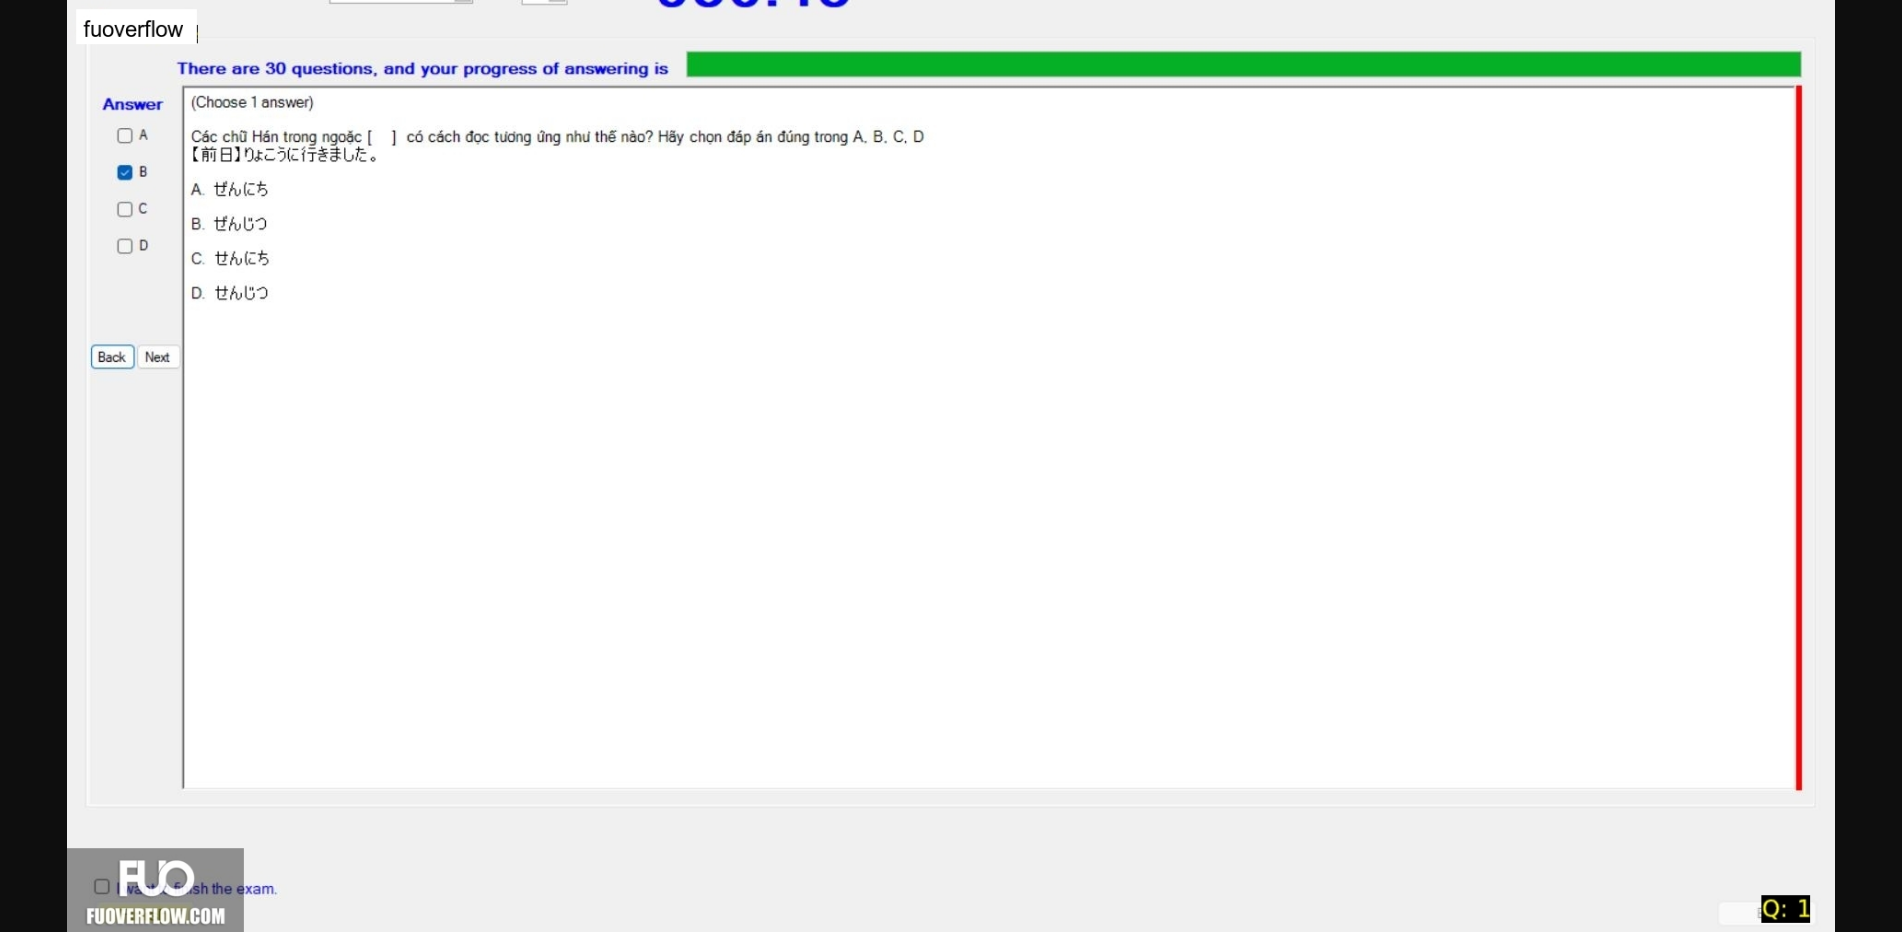 fuoverflow
There are 30 questions, and your progress of answering is
Answer
(Choose 1 answer)
A
Các chữ Hán trong ngoặc [    ]  có cách đọc tương ứng như thế nào? Hãy chọn đáp án đúng trong A, B, C, D
【前日】りょこうに行きました。
B
A. ぜんにち
C
B. ぜんじつ
D
C. せんにち
D. せんじつ
Back Next
FUO
sh the exam.
FUOVERFLOW.COM
Q: 1